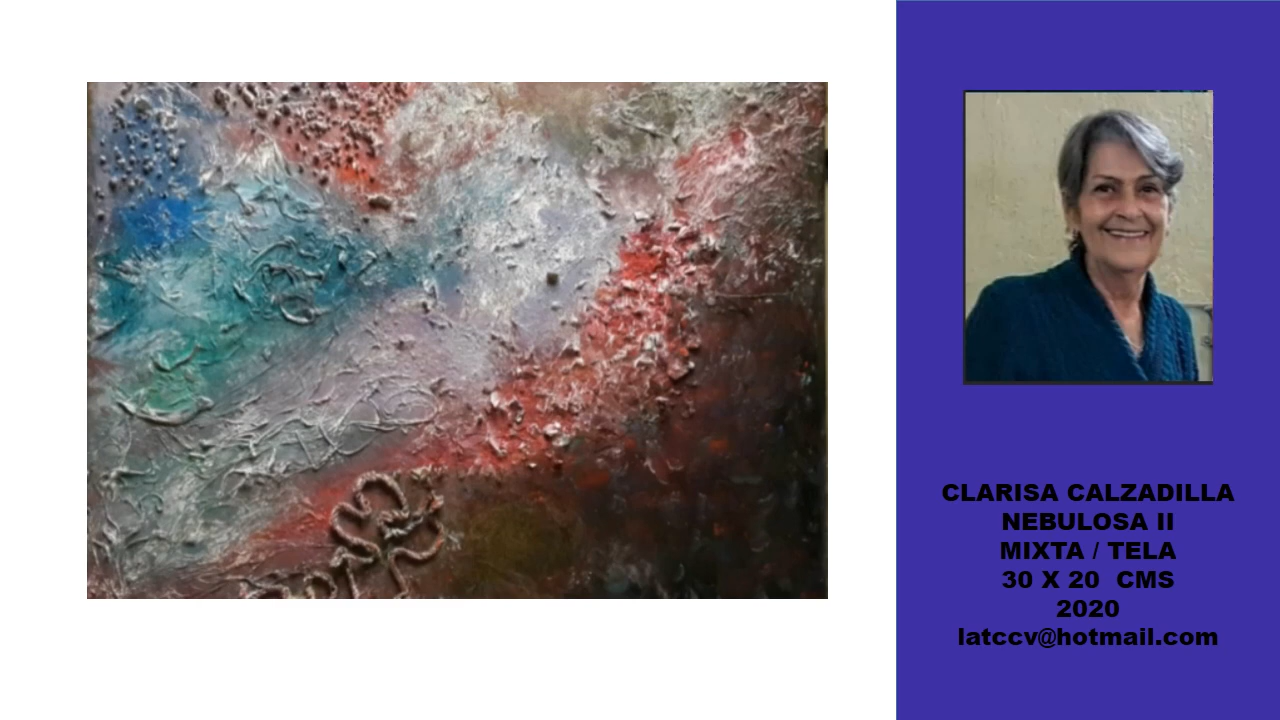 CLARISA CALZADILLA
NEBULOSA II
MIXTA / TELA
30 X 20  CMS
2020
latccv@hotmail.com